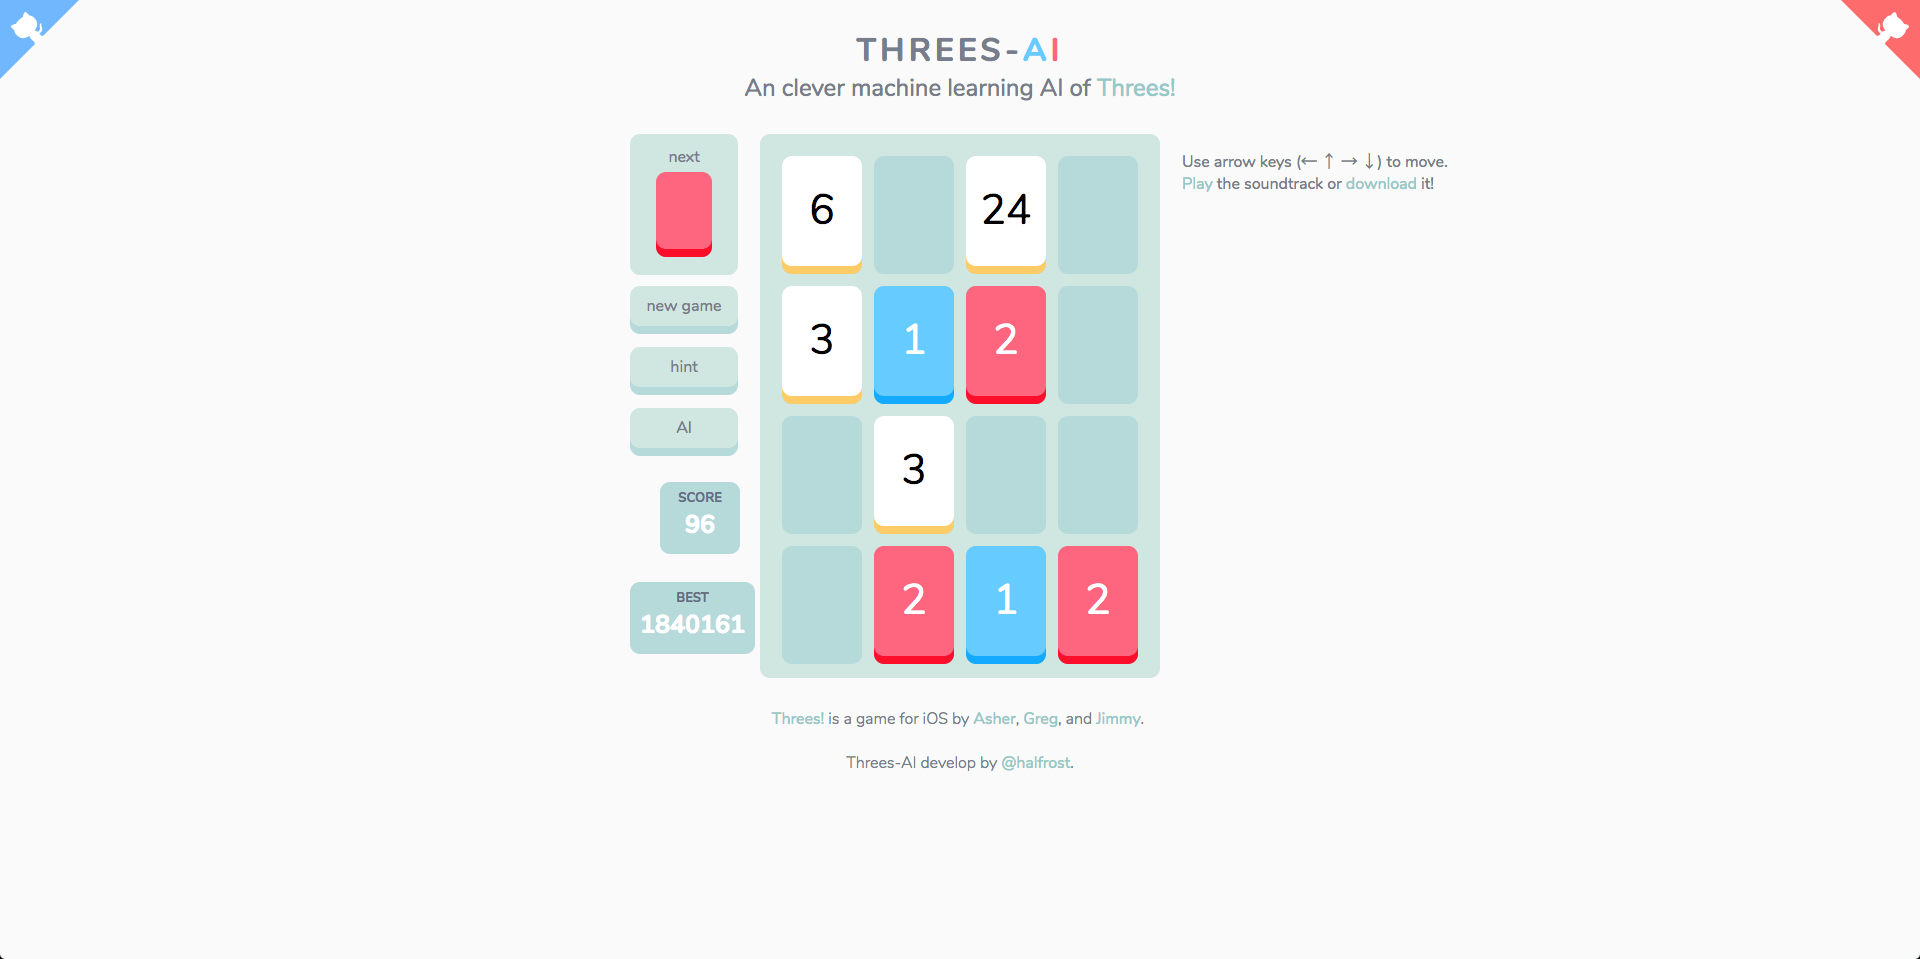 THREES-AI
An clever machine learning AI of Threes!
next
new game
hint
AI
SCORE
96
BEST
1840161
6 24
3 1 2
3
2 1 2
Use arrow keys (← ↑ → ↓) to move.
Play the soundtrack or download it!
Threes! is a game for iOS by Asher, Greg, and Jimmy.
Threes-AI develop by @halfrost.